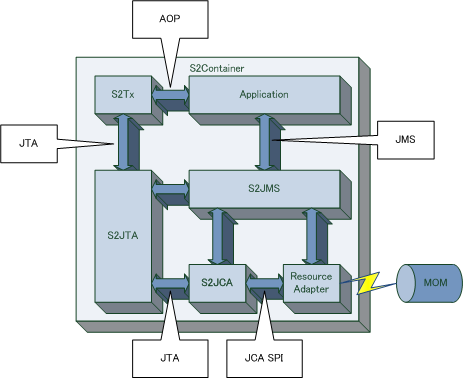 AOP
S2Container
S2Tx
Application
JTA
JMS
S2JTA
S2JMS
S2JCA
Resource
Adapter
MOM
JTA
JCA SPI